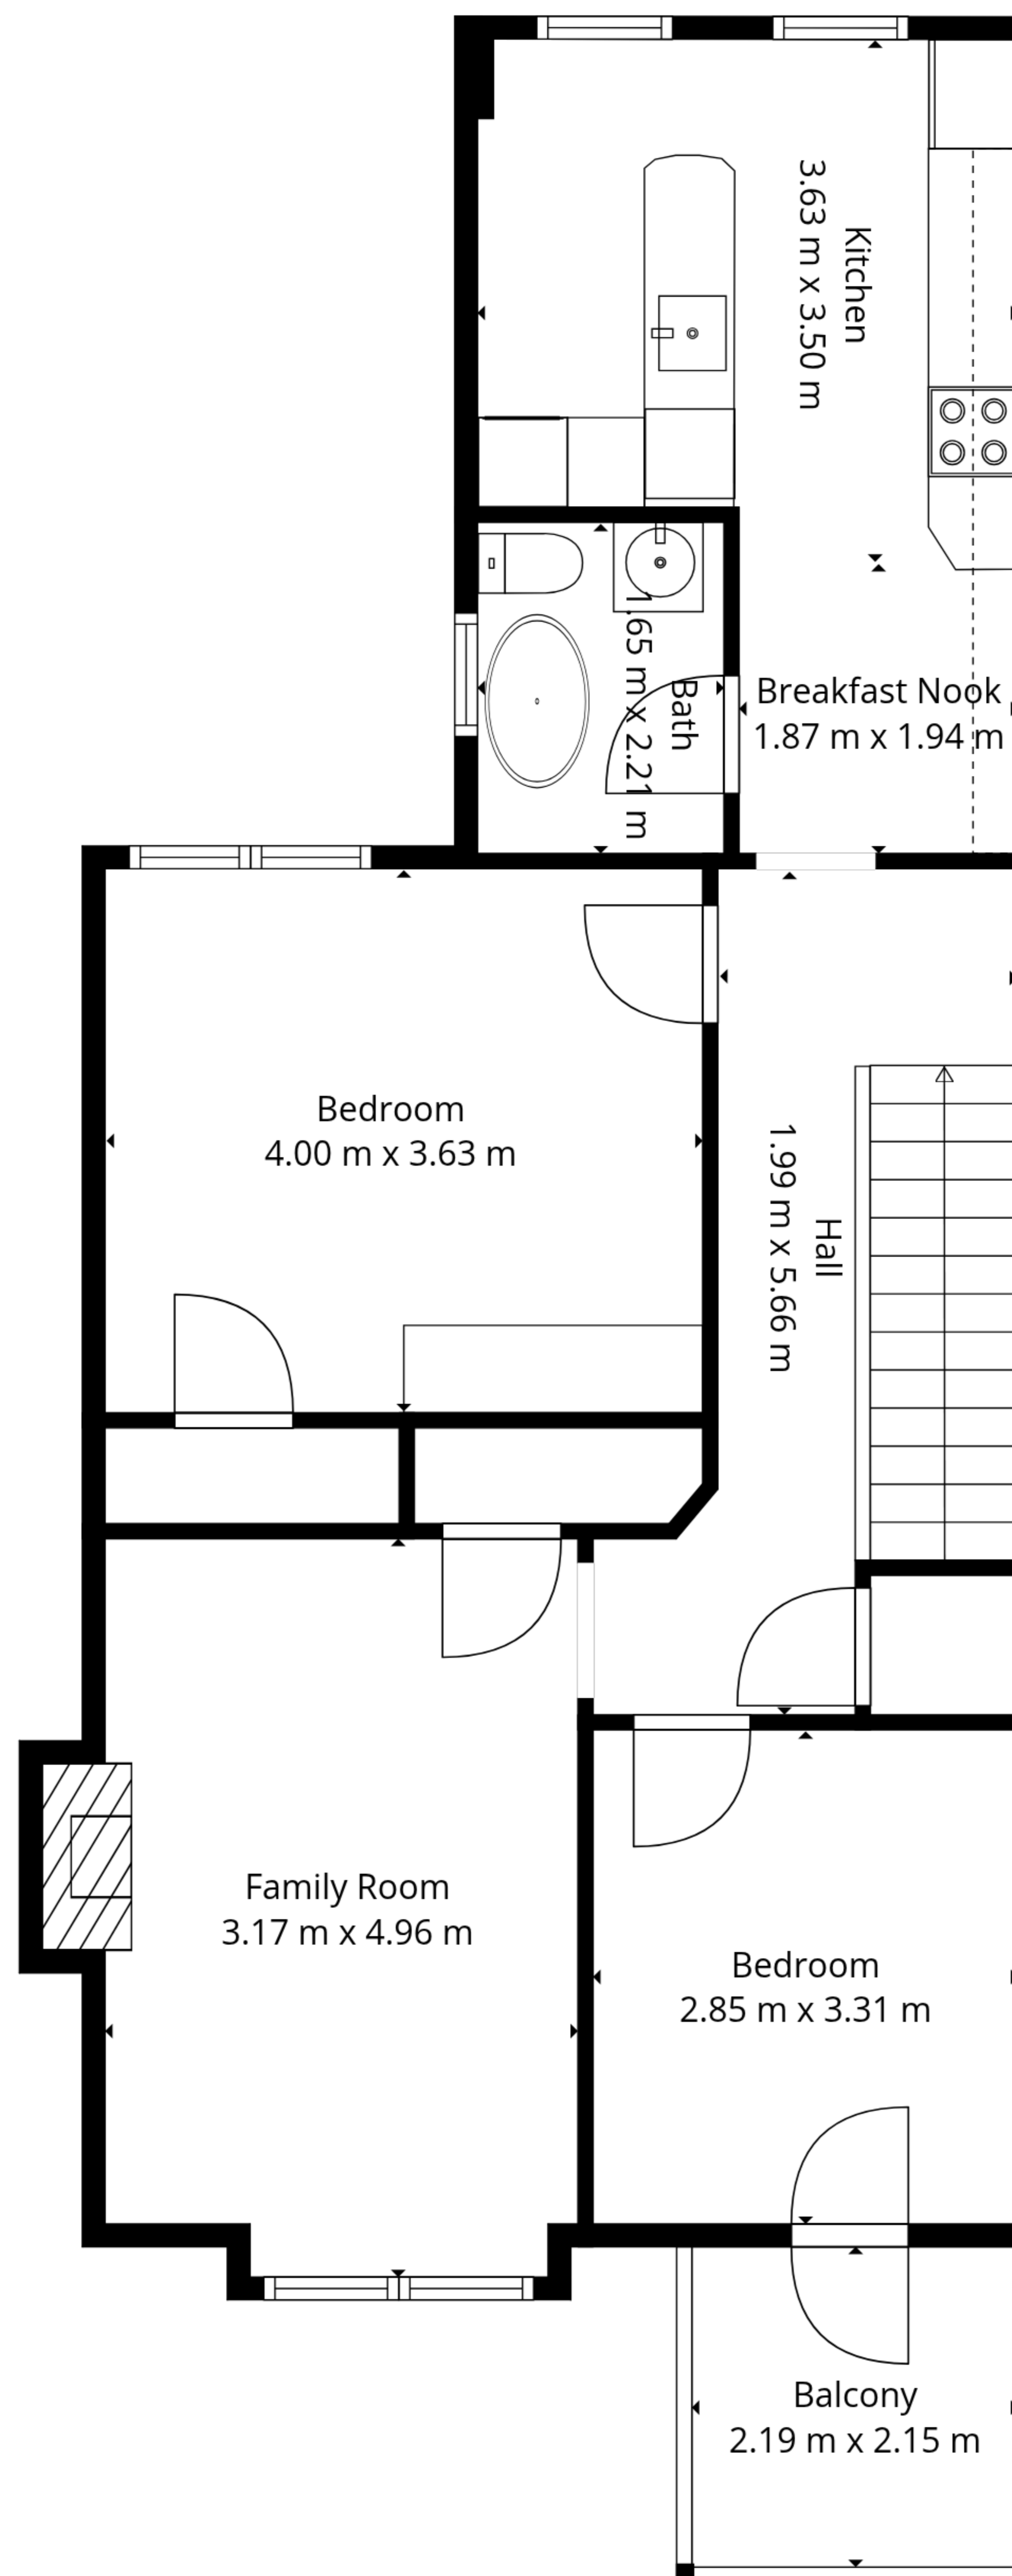 Kitchen
3.63 m x 3.50 m
Bath
1.65 m x 2.21 m
Breakfast Nook
1.87 m x 1.94 m
Bedroom
4.00 m x 3.63 m
Hall
1.99 m x 5.66 m
Family Room
3.17 m x 4.96 m
Bedroom
2.85 m x 3.31 m
Balcony
2.19 m x 2.15 m